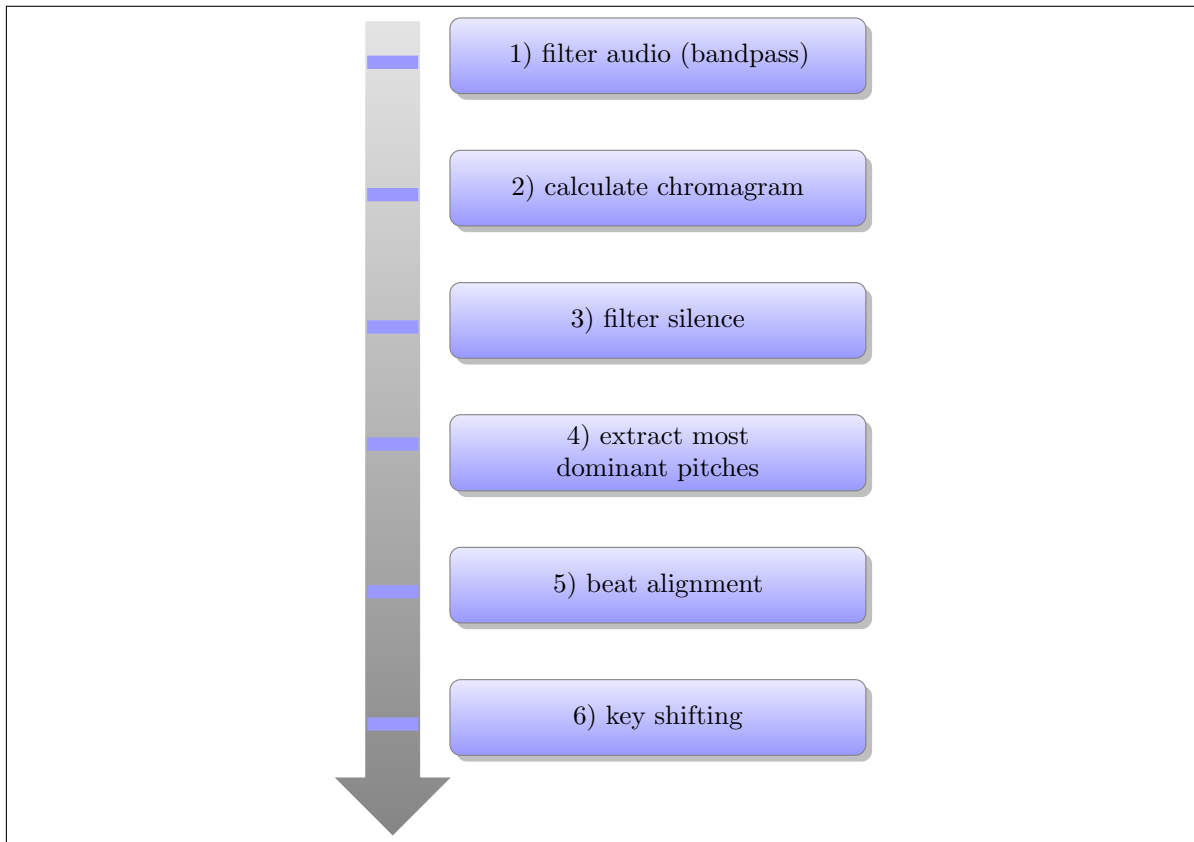 1) filter audio (bandpass)
2) calculate chromagram
3) filter silence
4) extract most
dominant pitches
5) beat alignment
6) key shifting